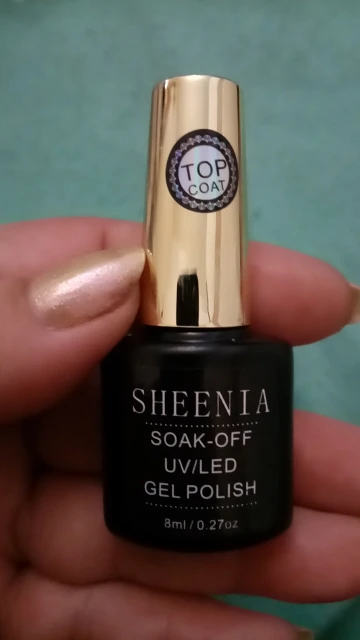 TOP
COAT
SHEENIA
SOAK-OFF
UV/LED
GEL POLISH
8ml / 0.27oz